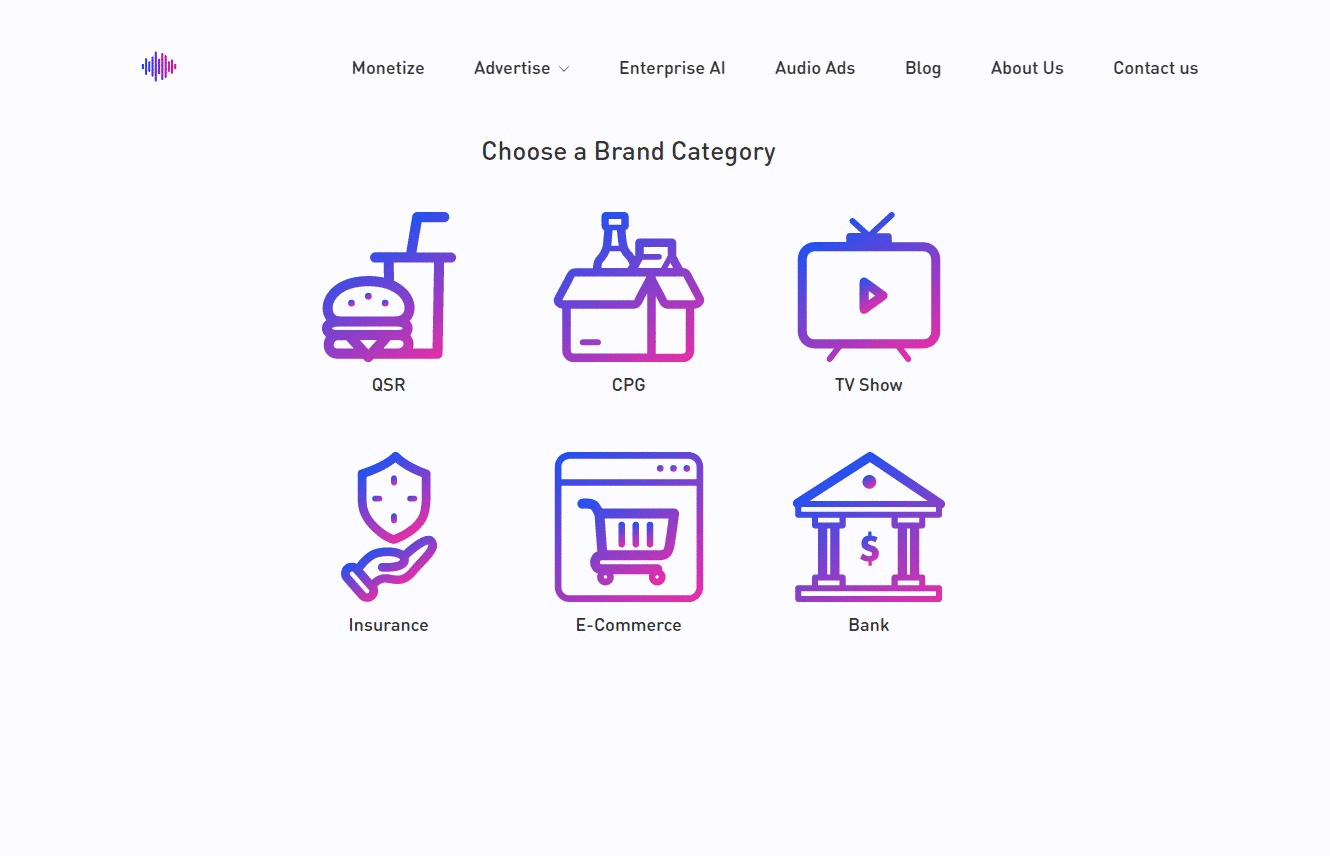 Monetize Advertise Enterprise AI Audio Ads Blog About Us Contact us
Choose a Brand Category
QSR CPG TV Show
$
Insurance E-Commerce Bank